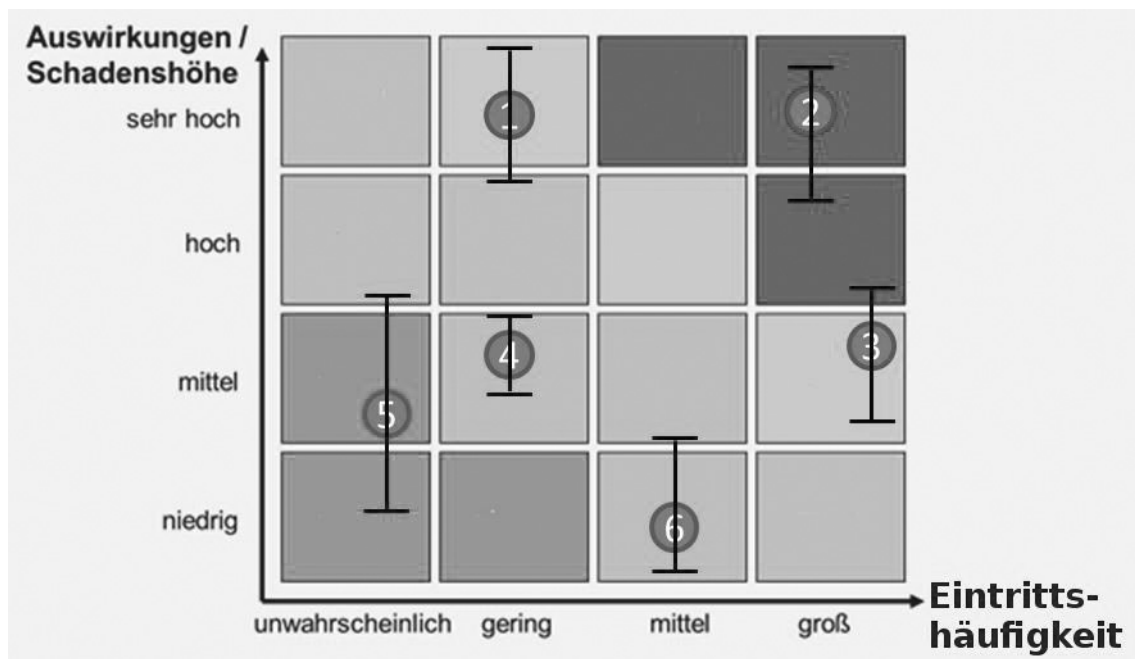 Auswirkungen /
Schadenshöhe
sehr hoch
1
2
hoch
3
4
mittel
5
niedrig
6
Eintritts-
häufigkeit
unwahrscheinlich gering mittel groß